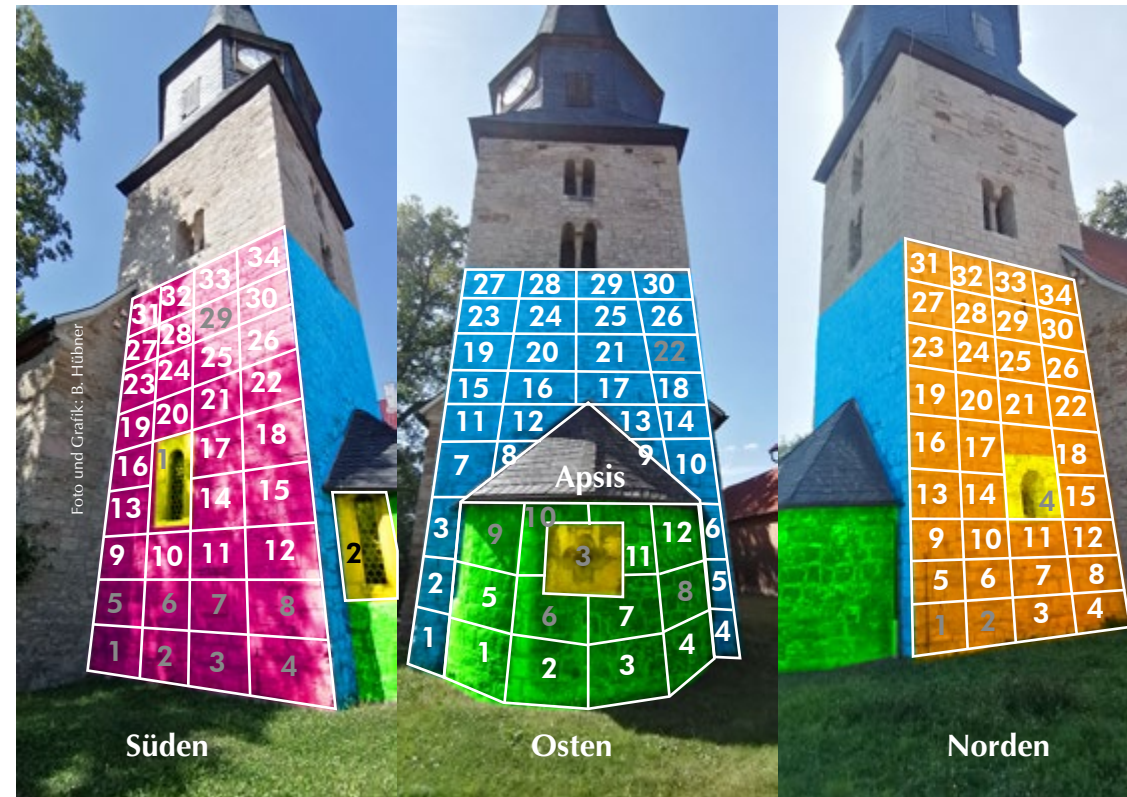 34
33
32
31
30
29
28
27
26
25
24
23
22
21
20
19
18
17
16
1
15
14
13
12
11
10
9
2
8
7
6
5
4
3
2
1
Foto und Grafik: B. Hübner
Süden
27 28 29 30
23 24 25 26
19 20 21 22
15 16 17 18
11 12 13 14
7 8 9 10
Apsis
3 9 10 12 6
3 11
2 5 6 7 8 5
1 1 2 3 4 4
Osten
31 32 33 34
27 28 29 30
23 24 25 26
19 20 21 22
16 17 18
13 14 4 15
9 10 11 12
5 6 7 8
1 2 3 4
Norden